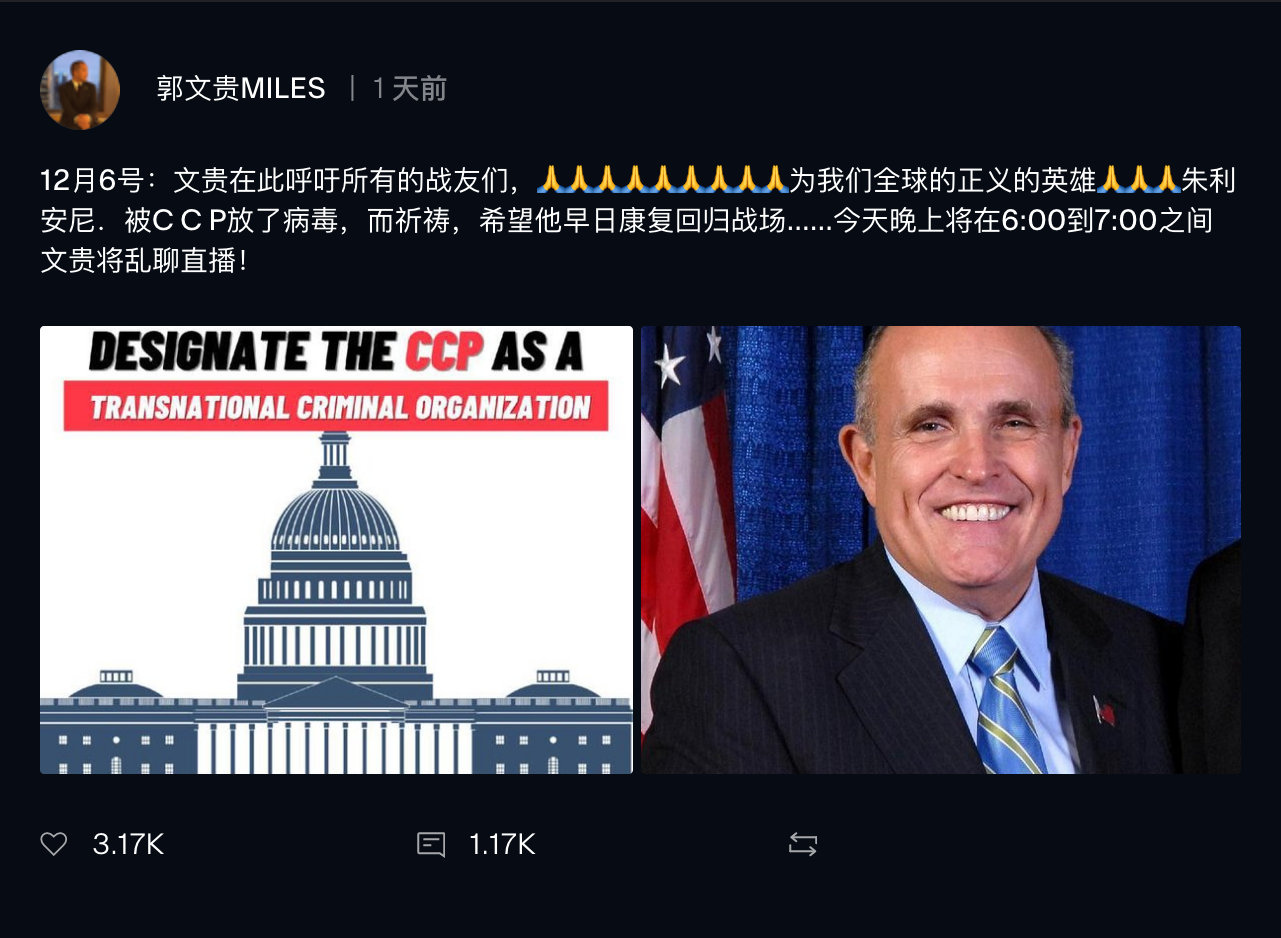 郭文贵MILES | 1 天前
12月6号：文贵在此呼吁所有的战友们，🙏🙏🙏🙏🙏🙏🙏🙏🙏为我们全球的正义的英雄🙏🙏🙏朱利
安尼．被C C P放了病毒，而祈祷，希望他早日康复回归战场......今天晚上将在6:00到7:00之间
文贵将乱聊直播！
DESIGNATE THE CCP AS A
TRANSNATIONAL CRIMINAL ORGANIZATION
3.17K
1.17K